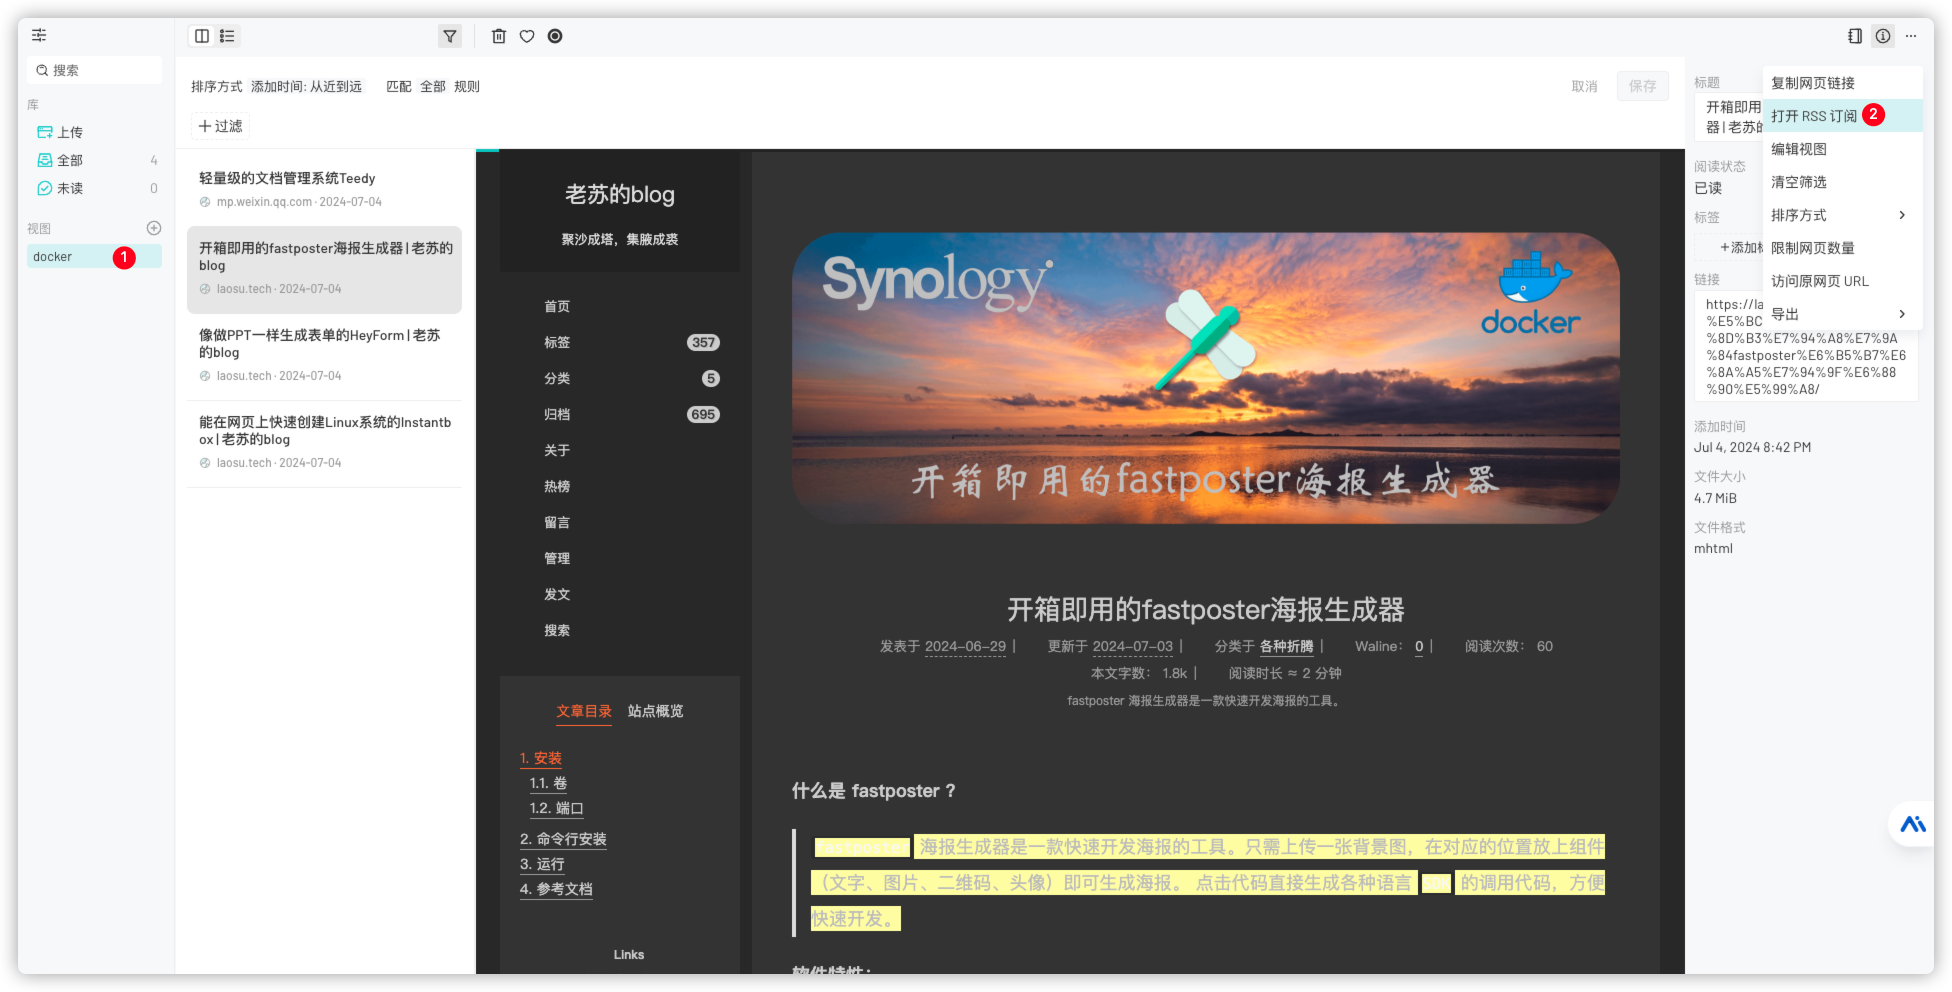 搜索
库
上传
全部 4
未读 0
视图
docker 1
排序方式 添加时间: 从近到远 匹配 全部 规则
取消 保存
过滤
轻量级的文档管理系统Teedy
mp.weixin.qq.com · 2024-07-04
开箱即用的fastposter海报生成器 | 老苏的
blog
laosu.tech · 2024-07-04
像做PPT一样生成表单的HeyForm | 老苏
的blog
laosu.tech · 2024-07-04
能在网页上快速创建Linux系统的Instantb
ox | 老苏的blog
laosu.tech · 2024-07-04
老苏的blog
聚沙成塔，集腋成裘
首页
标签 357
分类 5
归档 695
关于
热榜
留言
管理
发文
搜索
文章目录 站点概览
1. 安装
1.1. 卷
1.2. 端口
2. 命令行安装
3. 运行
4. 参考文档
Links
Synology
docker
开箱即用的fastposter海报生成器
开箱即用的fastposter海报生成器
发表于 2024-06-29 | 更新于 2024-07-03 | 分类于 各种折腾 | Waline： 0 | 阅读次数： 60
本文字数： 1.8k | 阅读时长 ≈ 2 分钟
fastposter 海报生成器是一款快速开发海报的工具。
什么是 fastposter ？
fastposter 海报生成器是一款快速开发海报的工具。只需上传一张背景图，在对应的位置放上组件
（文字、图片、二维码、头像）即可生成海报。 点击代码直接生成各种语言 的调用代码，方便
快速开发。
软件特性：
标题
开箱即用
器 | 老苏的
阅读状态
已读
标签
+添加标
链接
https://la
%E5%BC
%8D%B3%E7%94%A8%E7%9A
%84fastposter%E6%B5%B7%E6
%8A%A5%E7%94%9F%E6%88
%90%E5%99%A8/
添加时间
Jul 4, 2024 8:42 PM
文件大小
4.7 MiB
文件格式
mhtml
复制网页链接
打开 RSS 订阅 2
编辑视图
清空筛选
排序方式
限制网页数量
访问原网页 URL
导出